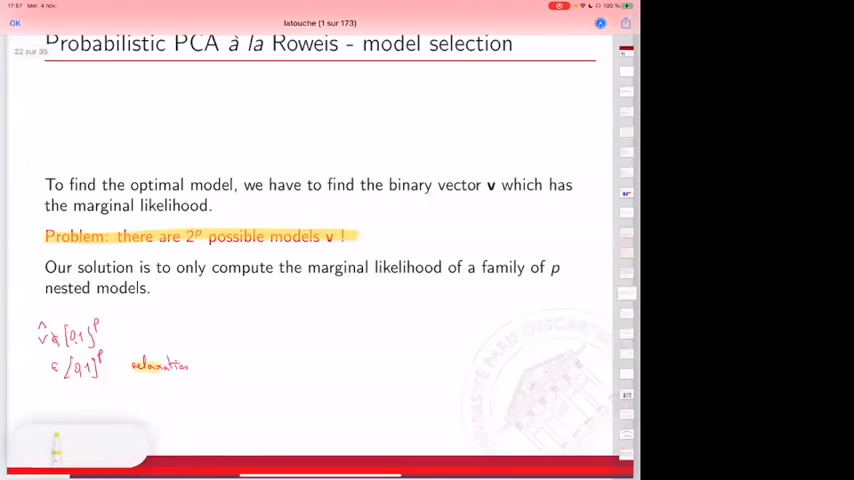 17:57 Mar. 4 nov.
100 %
OK
latouche (1 sur 173)
22 sur 35
Probabilistic PCA à la Roweis - model selection
To find the optimal model, we have to find the binary vector v which has
the marginal likelihood.
Problem: there are 2^p possible models v !
Our solution is to only compute the marginal likelihood of a family of p
nested models.
[0,1]^p
[0,1]^p relaxation